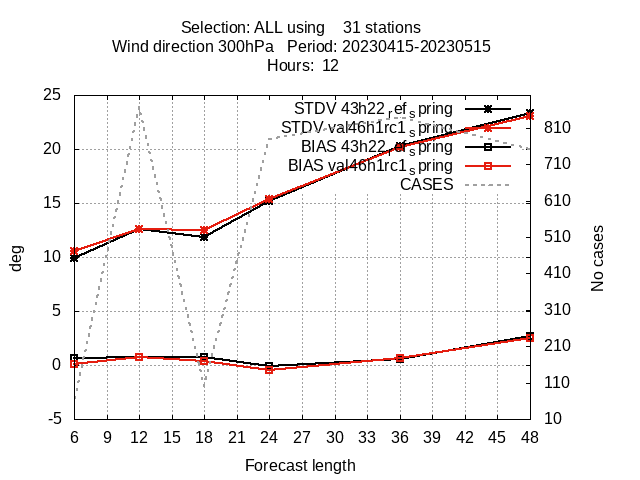 Selection: ALL using    31 stations
Wind direction 300hPa   Period: 20230415-20230515
Hours:  12
STDV 43h22_ref_spring
STDV val46h1rc1_spring
BIAS 43h22_ref_spring
BIAS val46h1rc1_spring
CASES
25
20
15
10
5
0
-5
deg
810
710
610
510
410
310
210
110
10
No cases
6 9 12 15 18 21 24 27 30 33 36 39 42 45 48
Forecast length